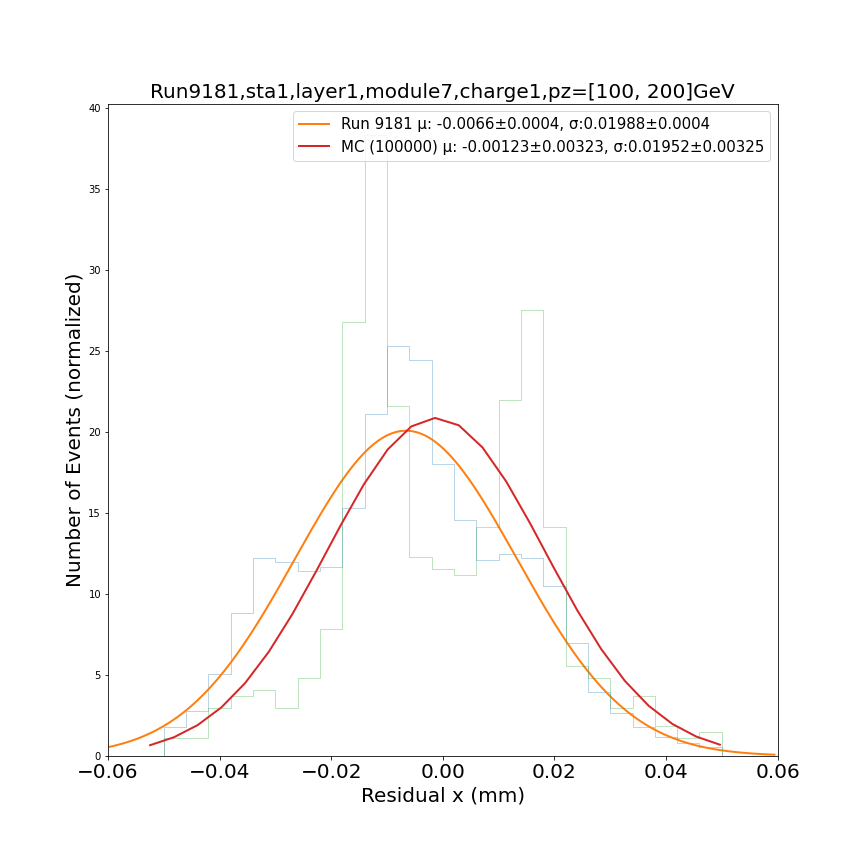 Run9181,sta1,layer1,module7,charge1,pz=[100, 200]GeV
Run 9181 μ: -0.0066±0.0004, σ:0.01988±0.0004
MC (100000) μ: -0.00123±0.00323, σ:0.01952±0.00325
Number of Events (normalized)
40
35
30
25
20
15
10
5
0
−0.06 −0.04 −0.02 0.00 0.02 0.04 0.06
Residual x (mm)